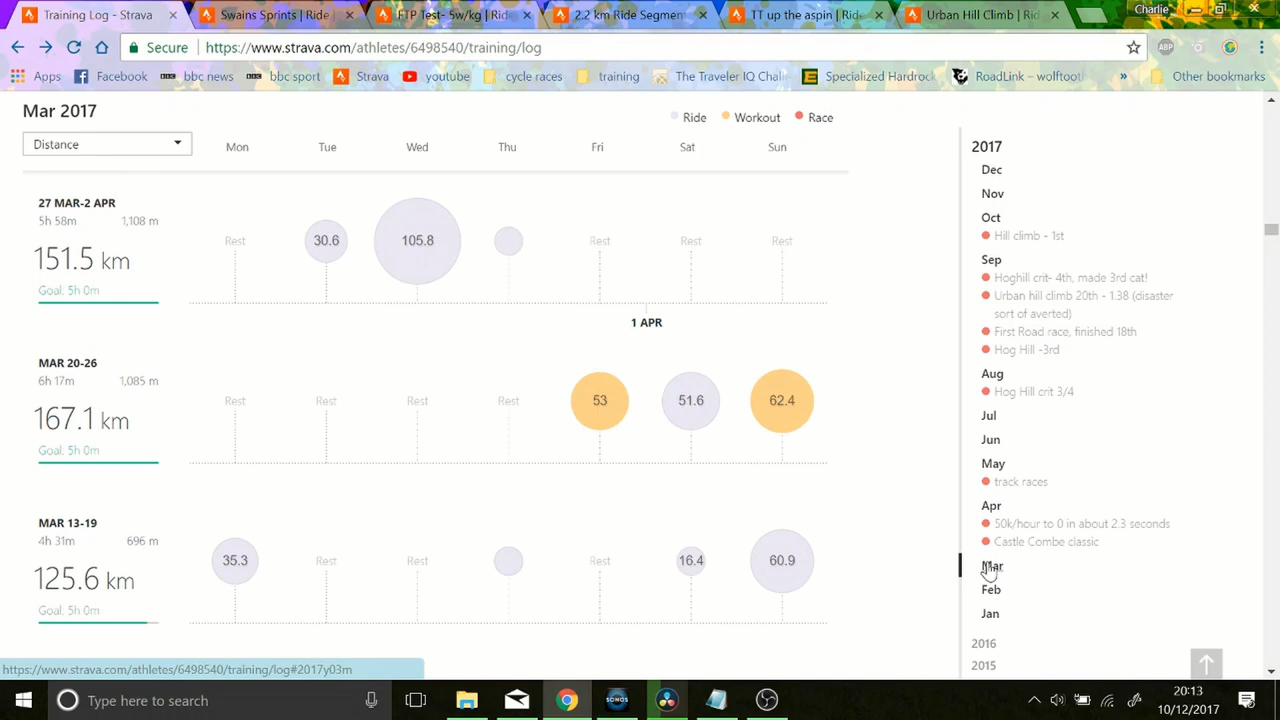 Training Log - Strava
Swains Sprints | Ride
FTP Test- 5w/kg | Ride
2.2 km Ride Segment
TT up the aspin | Ride
Urban Hill Climb | Rid
Charlie
Secure
https://www.strava.com/athletes/6498540/training/log
ABP
Apps
Facebook
bbc news
bbc sport
Strava
youtube
cycle races
training
The Traveler IQ Chal
Specialized Hardrock
RoadLink – wolftooth
»
Other bookmarks
Mar 2017
Ride
Workout
Race
Distance
Mon Tue Wed Thu Fri Sat Sun
27 MAR-2 APR
5h 58m 1,108 m
151.5 km
Goal: 5h 0m
Rest 30.6 105.8 Rest Rest Rest
1 APR
MAR 20-26
6h 17m 1,085 m
167.1 km
Goal: 5h 0m
Rest Rest Rest Rest 53 51.6 62.4
MAR 13-19
4h 31m 696 m
125.6 km
Goal: 5h 0m
35.3 Rest Rest Rest 16.4 60.9
2017
Dec
Nov
Oct
Hill climb - 1st
Sep
Hoghill crit- 4th, made 3rd cat!
Urban hill climb 20th - 1.38 (disaster
sort of averted)
First Road race, finished 18th
Hog Hill -3rd
Aug
Hog Hill crit 3/4
Jul
Jun
May
track races
Apr
50k/hour to 0 in about 2.3 seconds
Castle Combe classic
Mar
Feb
Jan
2016
2015
https://www.strava.com/athletes/6498540/training/log#2017y03m
Type here to search
SONOS
20:13
10/12/2017